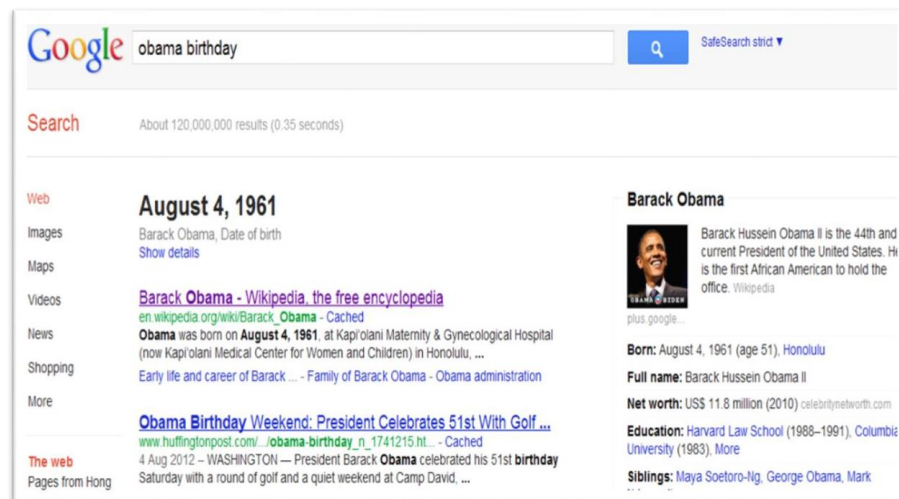 Google
obama birthday
SafeSearch strict ▼
Search
About 120,000,000 results (0.35 seconds)
Web
Images
Maps
Videos
News
Shopping
More
The web
Pages from Hong
August 4, 1961
Barack Obama, Date of birth
Show details
Barack Obama - Wikipedia, the free encyclopedia
en.wikipedia.org/wiki/Barack_Obama - Cached
Obama was born on August 4, 1961, at Kapi'olani Maternity & Gynecological Hospital
(now Kapi'olani Medical Center for Women and Children) in Honolulu, ...
Early life and career of Barack ... - Family of Barack Obama - Obama administration
Obama Birthday Weekend: President Celebrates 51st With Golf ...
www.huffingtonpost.com/.../obama-birthday_n_1741215.ht... - Cached
4 Aug 2012 – WASHINGTON — President Barack Obama celebrated his 51st birthday
Saturday with a round of golf and a quiet weekend at Camp David, ...
Barack Obama
OBAMA BIDEN
plus.google...
Barack Hussein Obama II is the 44th and
current President of the United States. He
is the first African American to hold the
office. Wikipedia
Born: August 4, 1961 (age 51), Honolulu
Full name: Barack Hussein Obama II
Net worth: US$ 11.8 million (2010) celebritynetworth.com
Education: Harvard Law School (1988–1991), Columbia
University (1983), More
Siblings: Maya Soetoro-Ng, George Obama, Mark